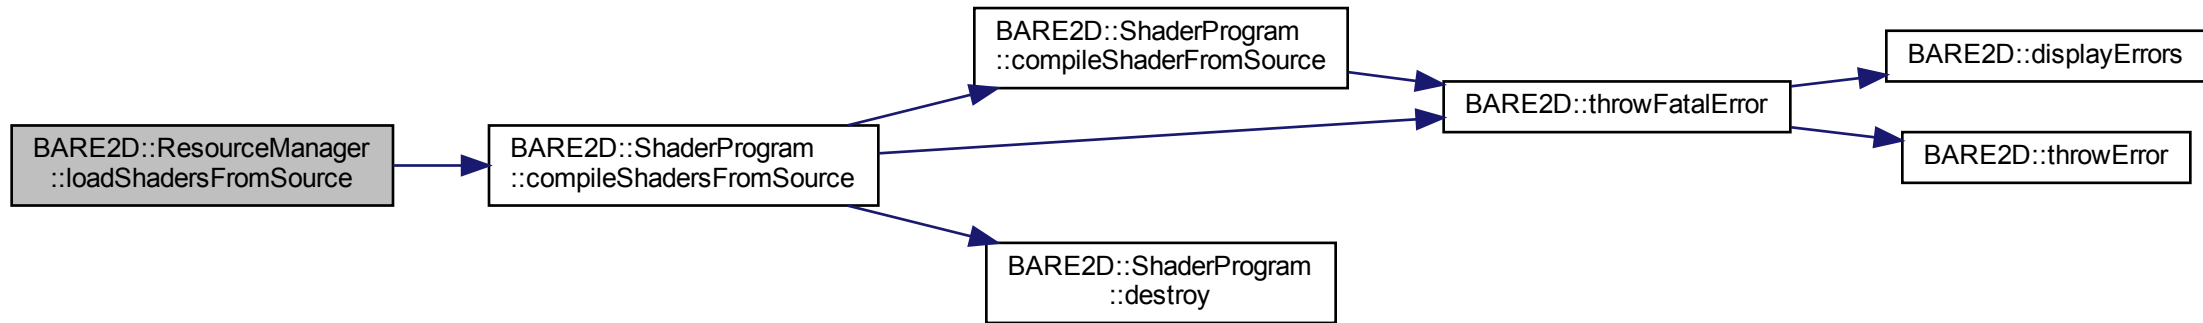 BARE2D::ResourceManager
::loadShadersFromSource
BARE2D::ShaderProgram
::compileShadersFromSource
BARE2D::ShaderProgram
::compileShaderFromSource
BARE2D::throwFatalError
BARE2D::displayErrors
BARE2D::throwError
BARE2D::ShaderProgram
::destroy